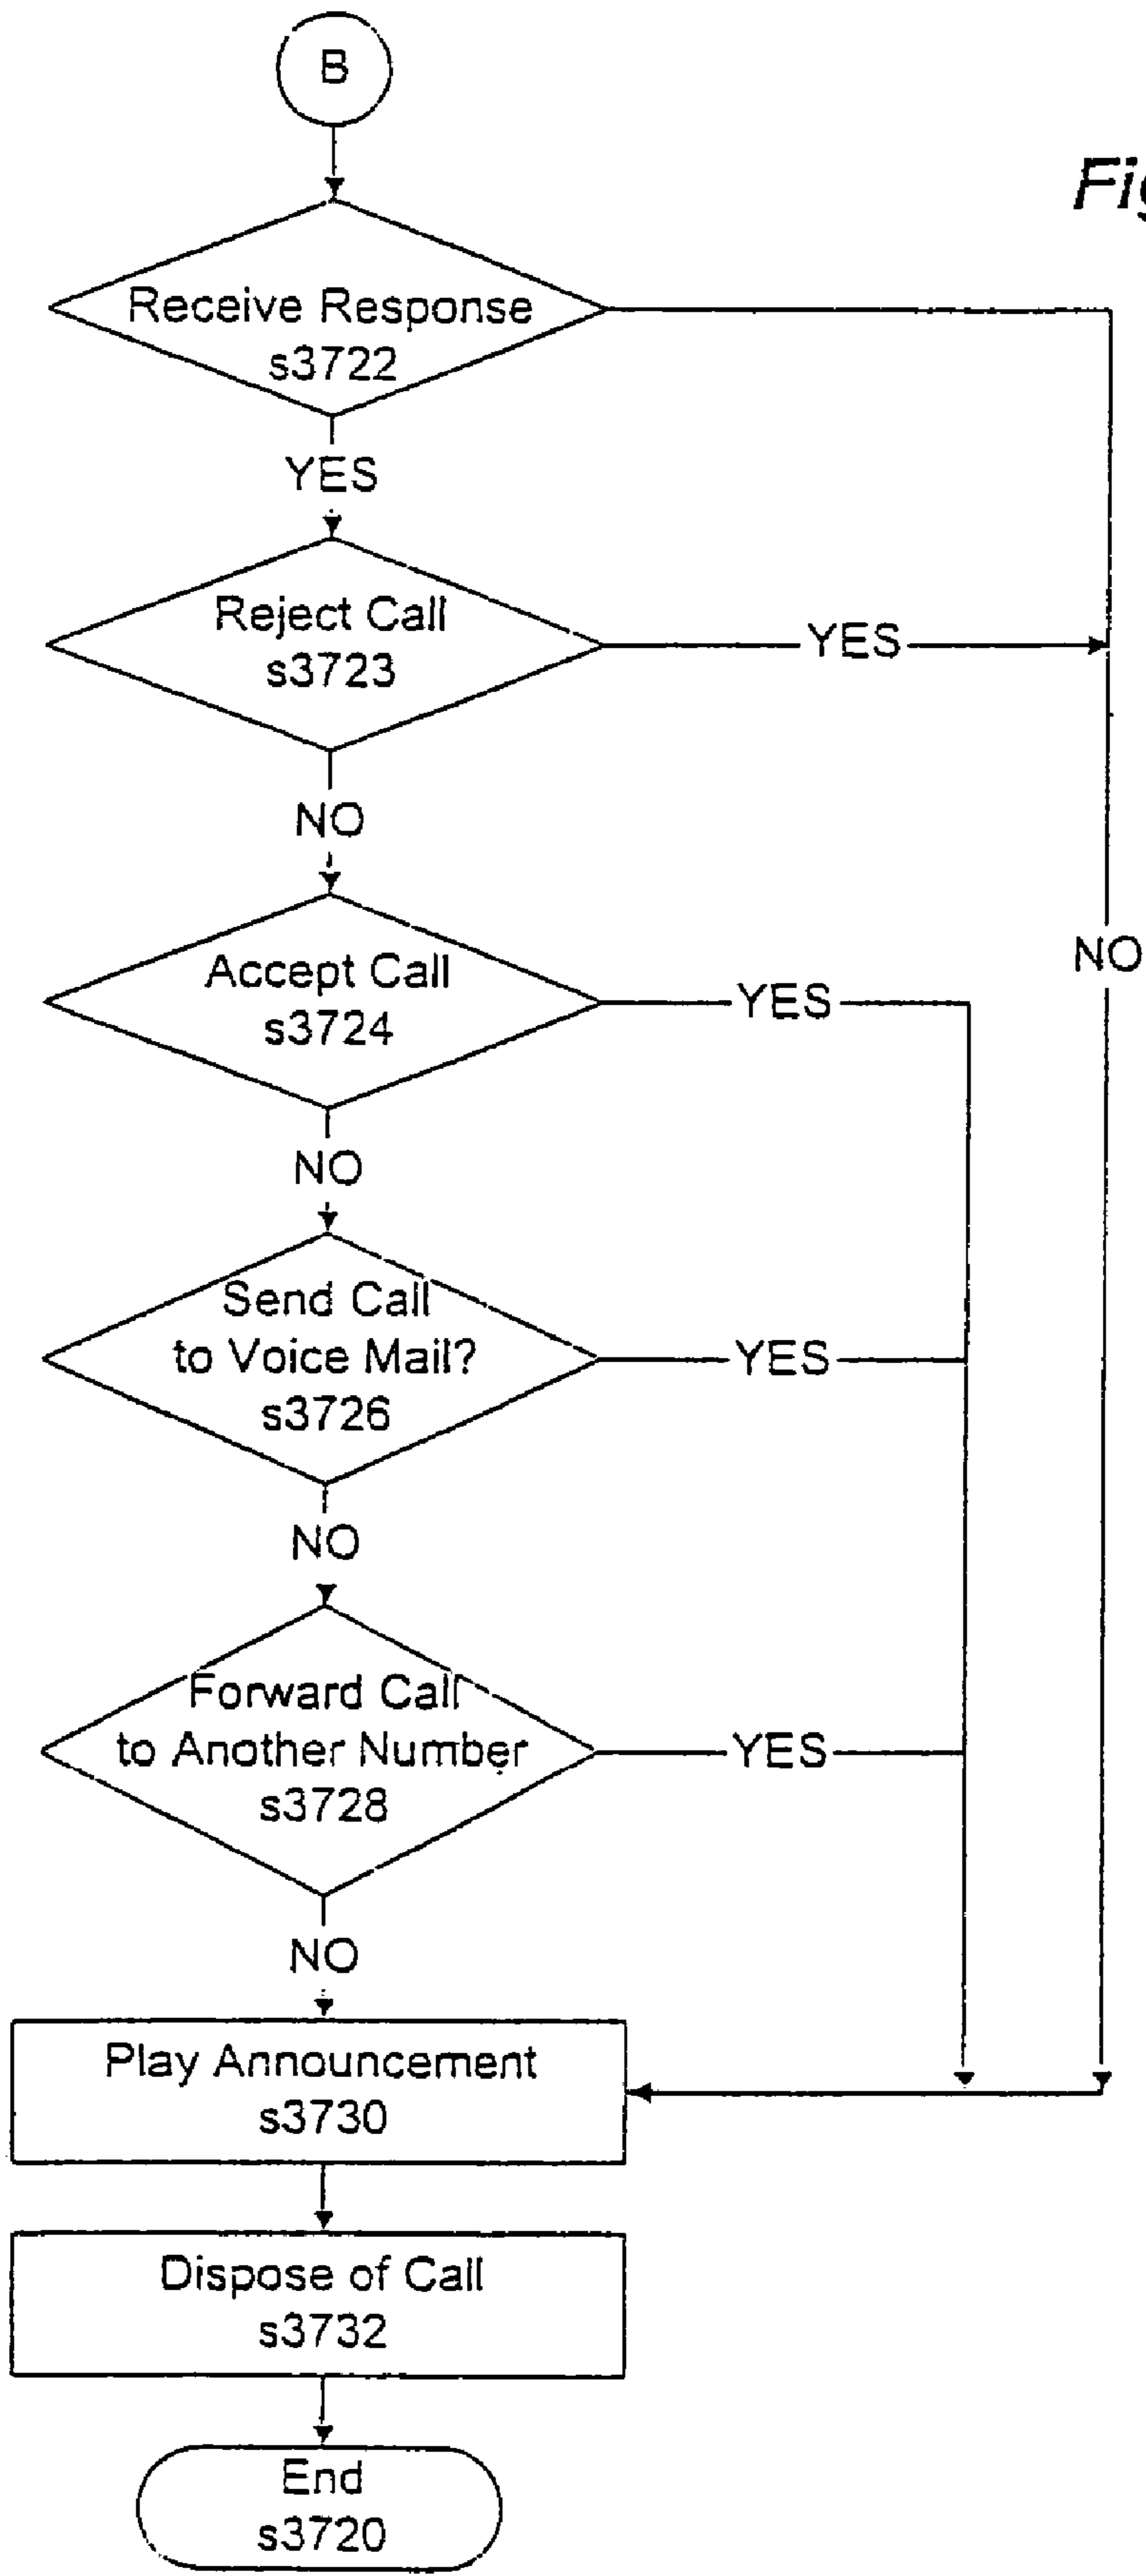 B
Receive Response
s3722
YES
Reject Call
s3723
YES
NO
Accept Call
s3724
YES
NO
NO
Send Call
to Voice Mail?
s3726
YES
NO
Forward Call
to Another Number
s3728
YES
NO
Play Announcement
s3730
Dispose of Call
s3732
End
s3720